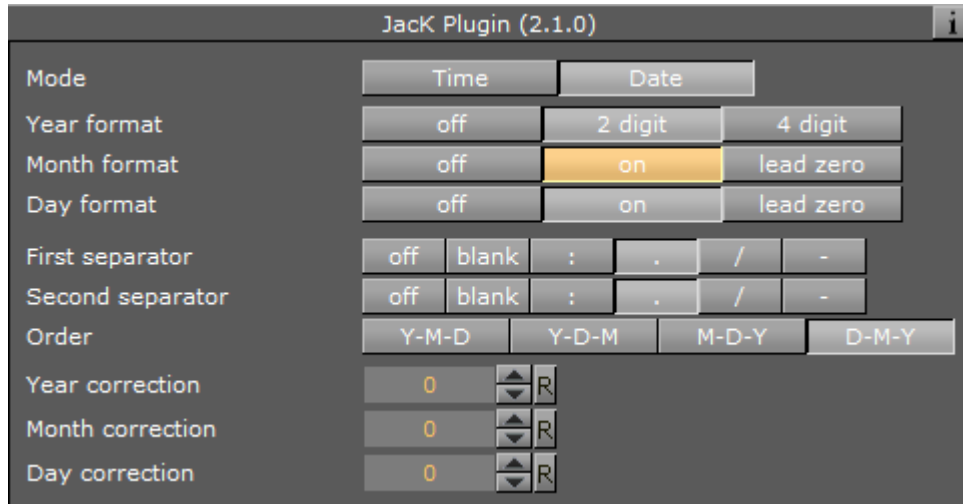 JacK Plugin (2.1.0) i
Mode Time Date
Year format off 2 digit 4 digit
Month format off on lead zero
Day format off on lead zero
First separator off blank : . / -
Second separator off blank : . / -
Order Y-M-D Y-D-M M-D-Y D-M-Y
Year correction 0 R
Month correction 0 R
Day correction 0 R